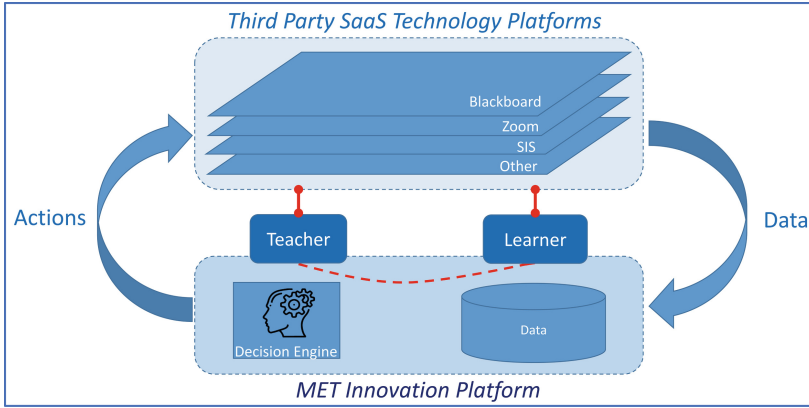 Third Party SaaS Technology Platforms
Blackboard
Zoom
SIS
Other
Actions
Data
Teacher
Learner
Decision Engine
Data
MET Innovation Platform